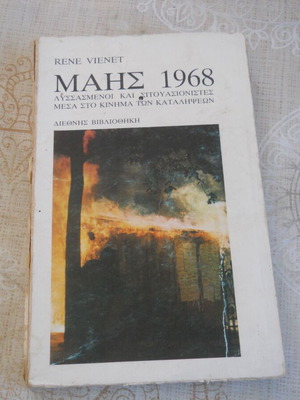 RENE VIENET
ΜΑΗΣ 1968
ΛΥΣΣΑΣΜΕΝΟΙ ΚΑΙ ΣΙΤΟΥΑΣΙΟΝΙΣΤΕΣ
ΜΕΣΑ ΣΤΟ ΚΙΝΗΜΑ ΤΩΝ ΚΑΤΑΛΗΨΕΩΝ
ΔΙΕΘΝΗΣ ΒΙΒΛΙΟΘΗΚΗ